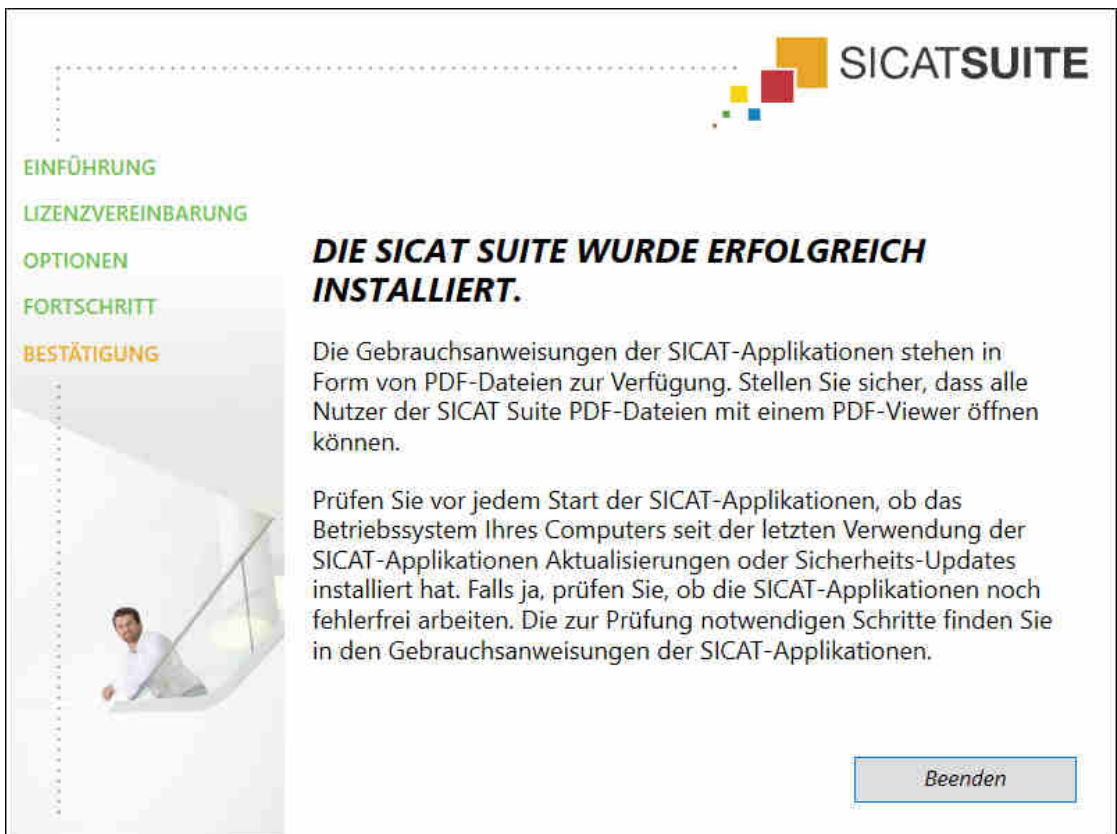 SICATSUITE
EINFÜHRUNG
LIZENZVEREINBARUNG
OPTIONEN
FORTSCHRITT
BESTÄTIGUNG
DIE SICAT SUITE WURDE ERFOLGREICH
INSTALLIERT.
Die Gebrauchsanweisungen der SICAT-Applikationen stehen in
Form von PDF-Dateien zur Verfügung. Stellen Sie sicher, dass alle
Nutzer der SICAT Suite PDF-Dateien mit einem PDF-Viewer öffnen
können.
Prüfen Sie vor jedem Start der SICAT-Applikationen, ob das
Betriebssystem Ihres Computers seit der letzten Verwendung der
SICAT-Applikationen Aktualisierungen oder Sicherheits-Updates
installiert hat. Falls ja, prüfen Sie, ob die SICAT-Applikationen noch
fehlerfrei arbeiten. Die zur Prüfung notwendigen Schritte finden Sie
in den Gebrauchsanweisungen der SICAT-Applikationen.
Beenden